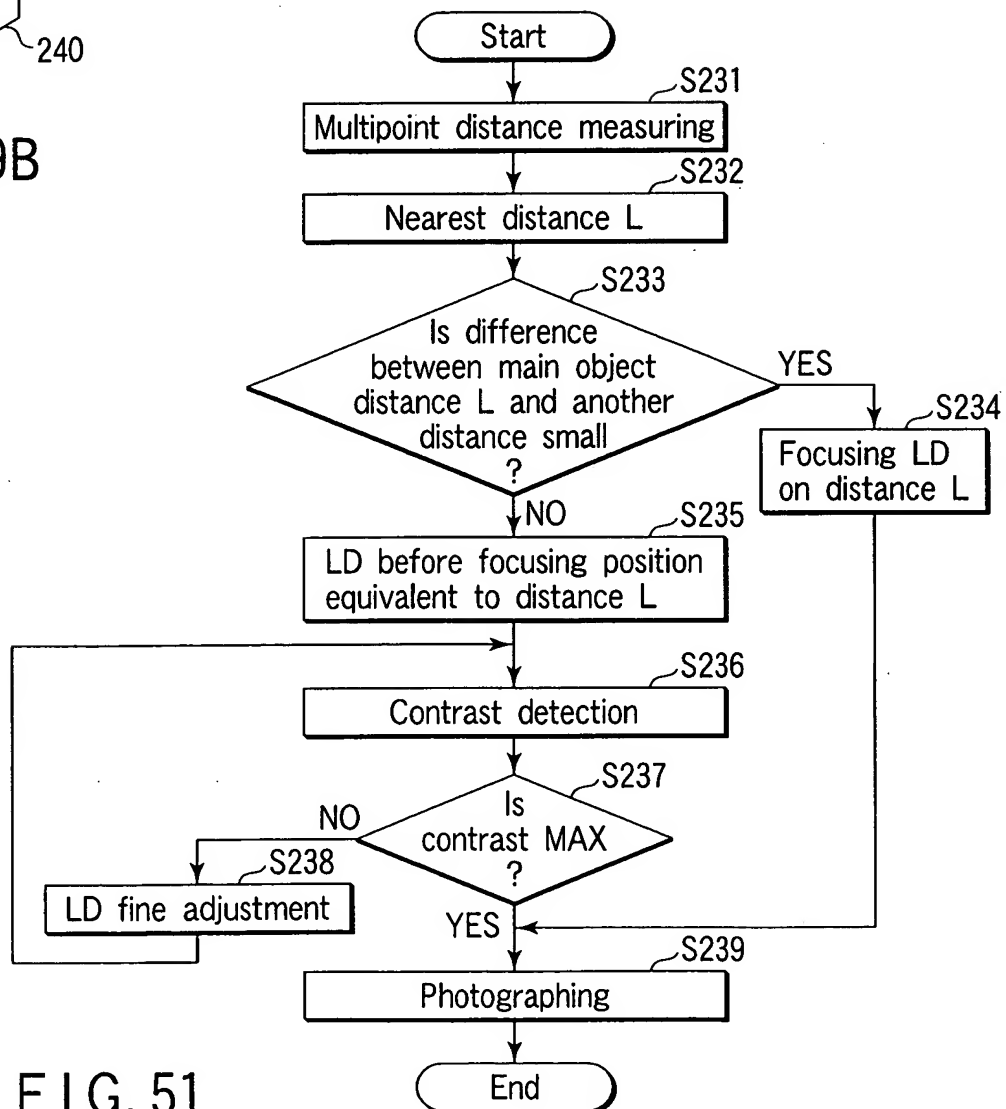 240
9B
Start
S231
Multipoint distance measuring
S232
Nearest distance L
S233
Is difference
between main object
distance L and another
distance small
?
YES
S234
Focusing LD
on distance L
NO
S235
LD before focusing position
equivalent to distance L
S236
Contrast detection
S237
Is
contrast MAX
?
NO
S238
LD fine adjustment
YES
S239
Photographing
End
FIG. 51